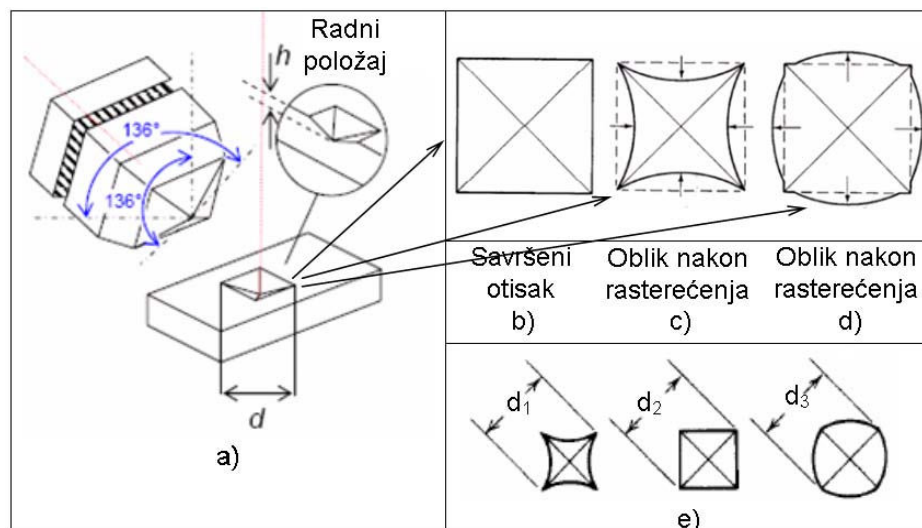 Radni
položaj
h
136°
136°
d
a)
Savršeni
otisak
b)
Oblik nakon
rasterećenja
c)
Oblik nakon
rasterećenja
d)
d₁
d₂
d₃
e)